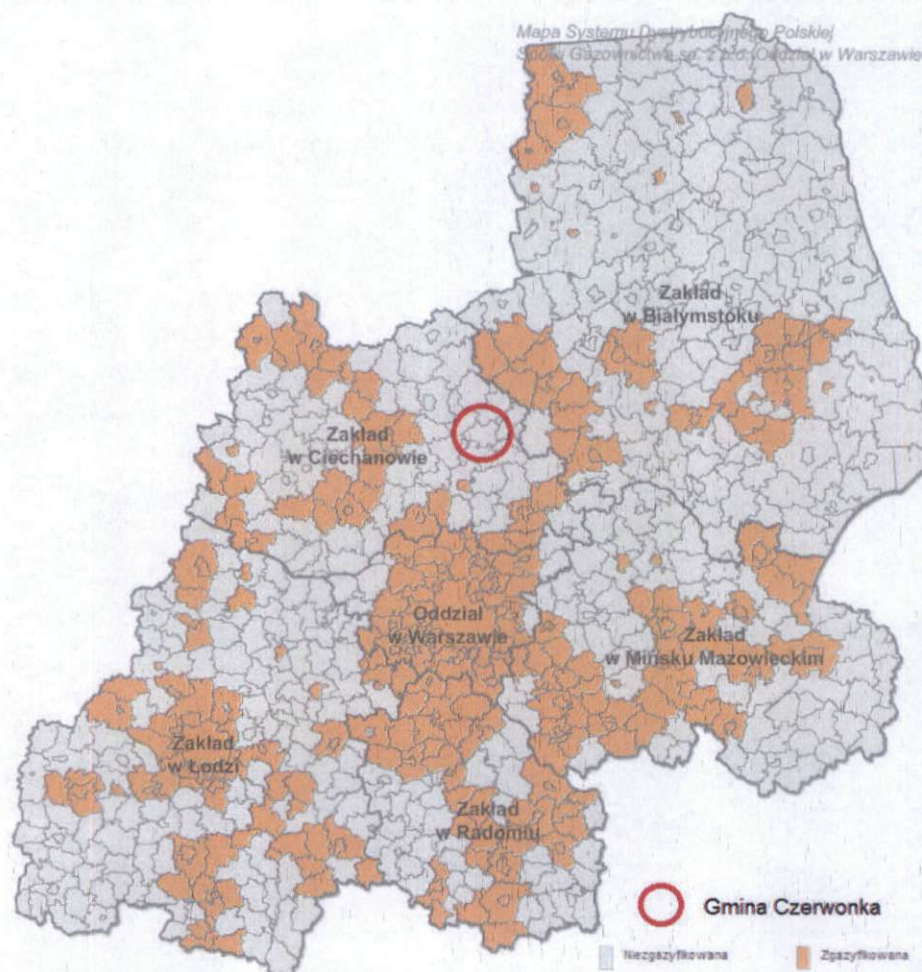 Mapa Systemu Dystrybucyjnego Polskiej
Spółki Gazownictwa sp. z o.o. Oddział w Warszawie
Zakład
w Białymstoku
Zakład
w Ciechanowie
Oddział
w Warszawie
Zakład
w Mińsku Mazowieckim
Zakład
w Łodzi
Zakład
w Radomiu
Gmina Czerwonka
Niezgazyfikowana
Zgazyfikowana